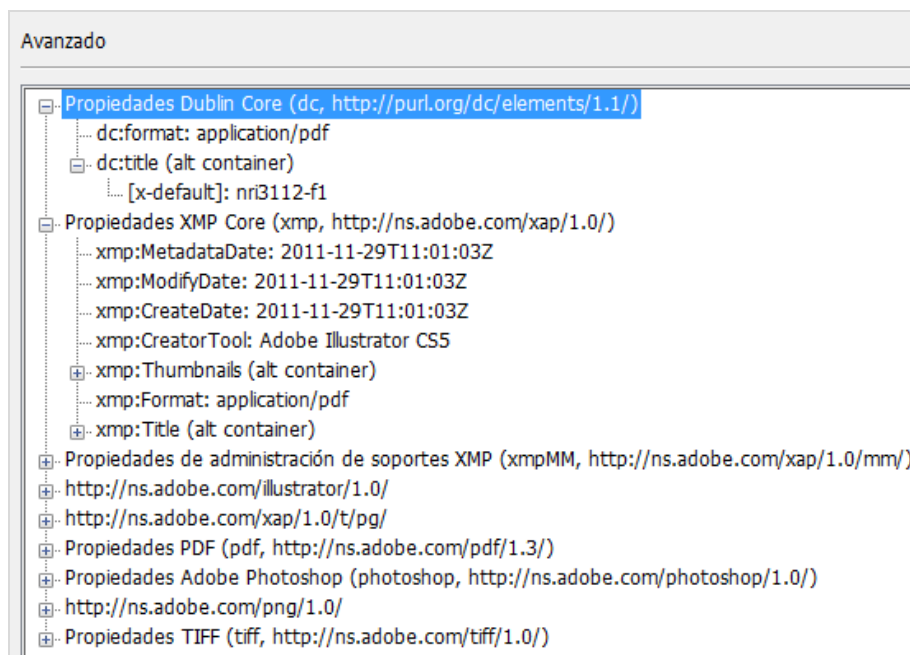 Avanzado
Propiedades Dublin Core (dc, http://purl.org/dc/elements/1.1/)
dc:format: application/pdf
dc:title (alt container)
[x-default]: nri3112-f1
Propiedades XMP Core (xmp, http://ns.adobe.com/xap/1.0/)
xmp:MetadataDate: 2011-11-29T11:01:03Z
xmp:ModifyDate: 2011-11-29T11:01:03Z
xmp:CreateDate: 2011-11-29T11:01:03Z
xmp:CreatorTool: Adobe Illustrator CS5
xmp:Thumbnails (alt container)
xmp:Format: application/pdf
xmp:Title (alt container)
Propiedades de administración de soportes XMP (xmpMM, http://ns.adobe.com/xap/1.0/mm/)
http://ns.adobe.com/illustrator/1.0/
http://ns.adobe.com/xap/1.0/t/pg/
Propiedades PDF (pdf, http://ns.adobe.com/pdf/1.3/)
Propiedades Adobe Photoshop (photoshop, http://ns.adobe.com/photoshop/1.0/)
http://ns.adobe.com/png/1.0/
Propiedades TIFF (tiff, http://ns.adobe.com/tiff/1.0/)